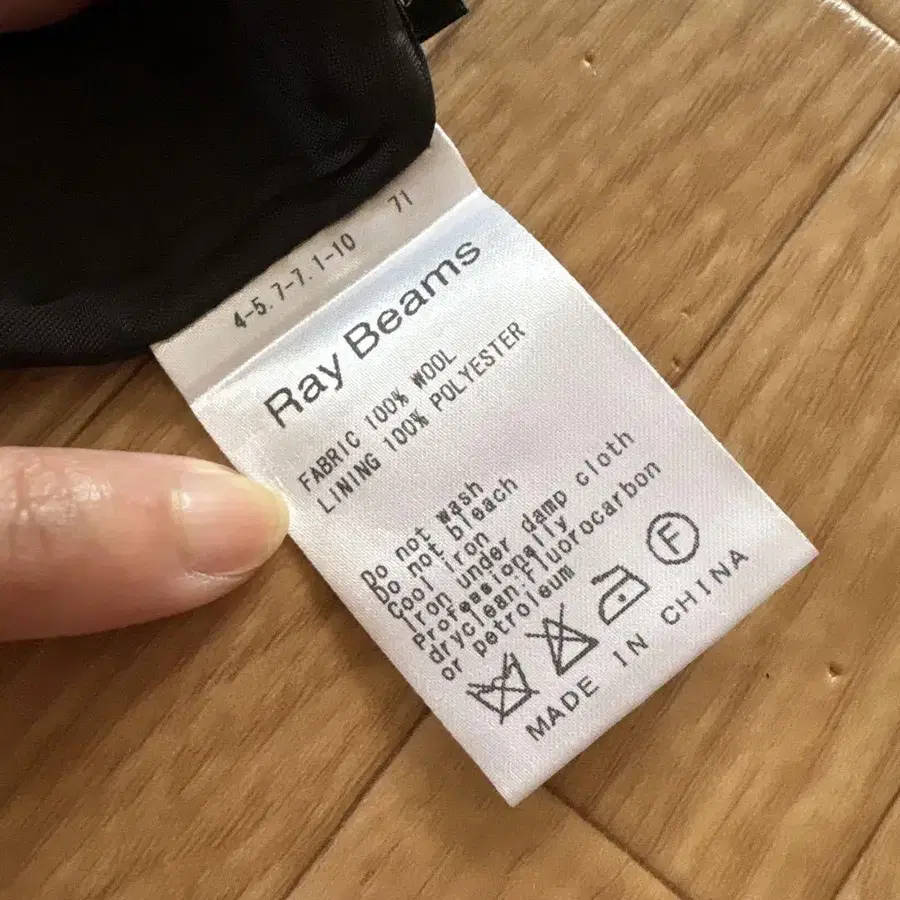 4-5.7-7.1-10 71
Ray Beams
FABRIC 100% WOOL
LINING 100% POLYESTER
Do not wash
Do not bleach
Cool iron
Iron under damp cloth
Professionally
dryclean:Fluorocarbon
or petroleum
F
MADE IN CHINA